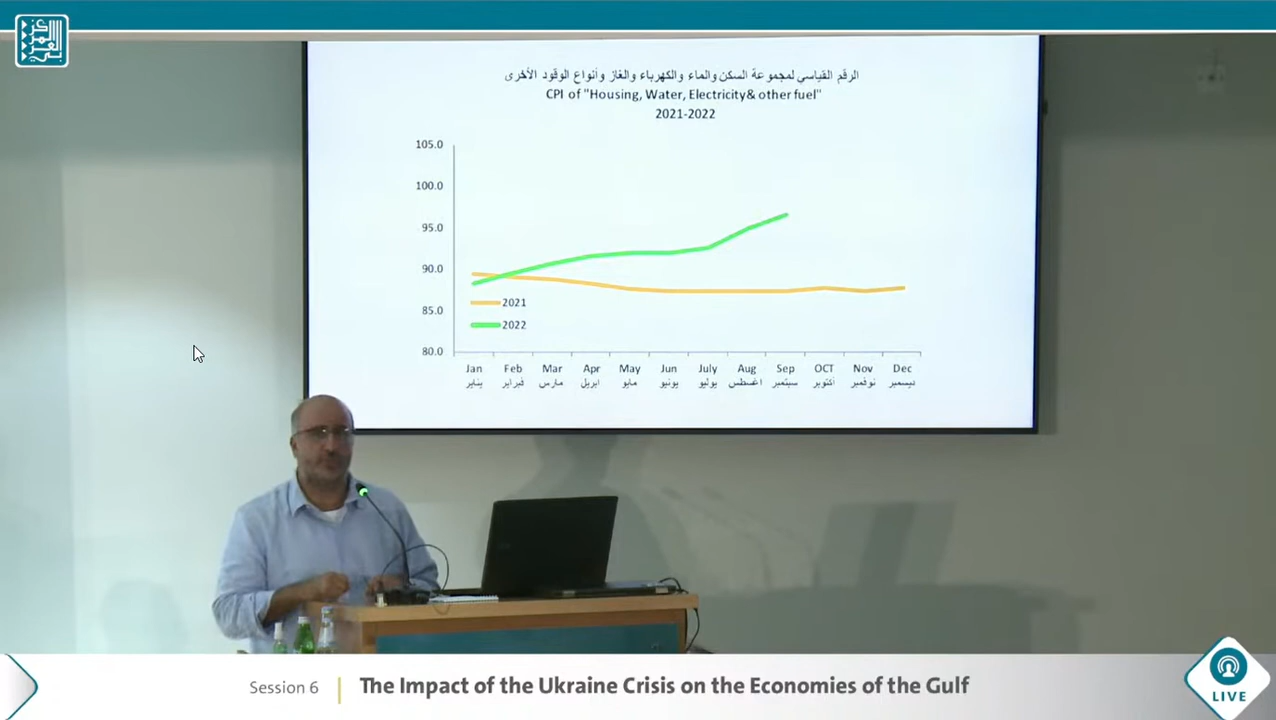 المركز العربي
الرقم القياسي لمجموعة السكن والماء والكهرباء والغاز وأنواع الوقود الأخرى
CPI of "Housing, Water, Electricity& other fuel"
2021-2022
105.0
100.0
95.0
90.0
85.0
80.0
2021
2022
Jan Feb Mar Apr May Jun July Aug Sep OCT Nov Dec
يناير فبراير مارس ابريل مايو يونيو يوليو اغسطس سبتمبر أكتوبر نوفمبر ديسمبر
Session 6
The Impact of the Ukraine Crisis on the Economies of the Gulf
LIVE